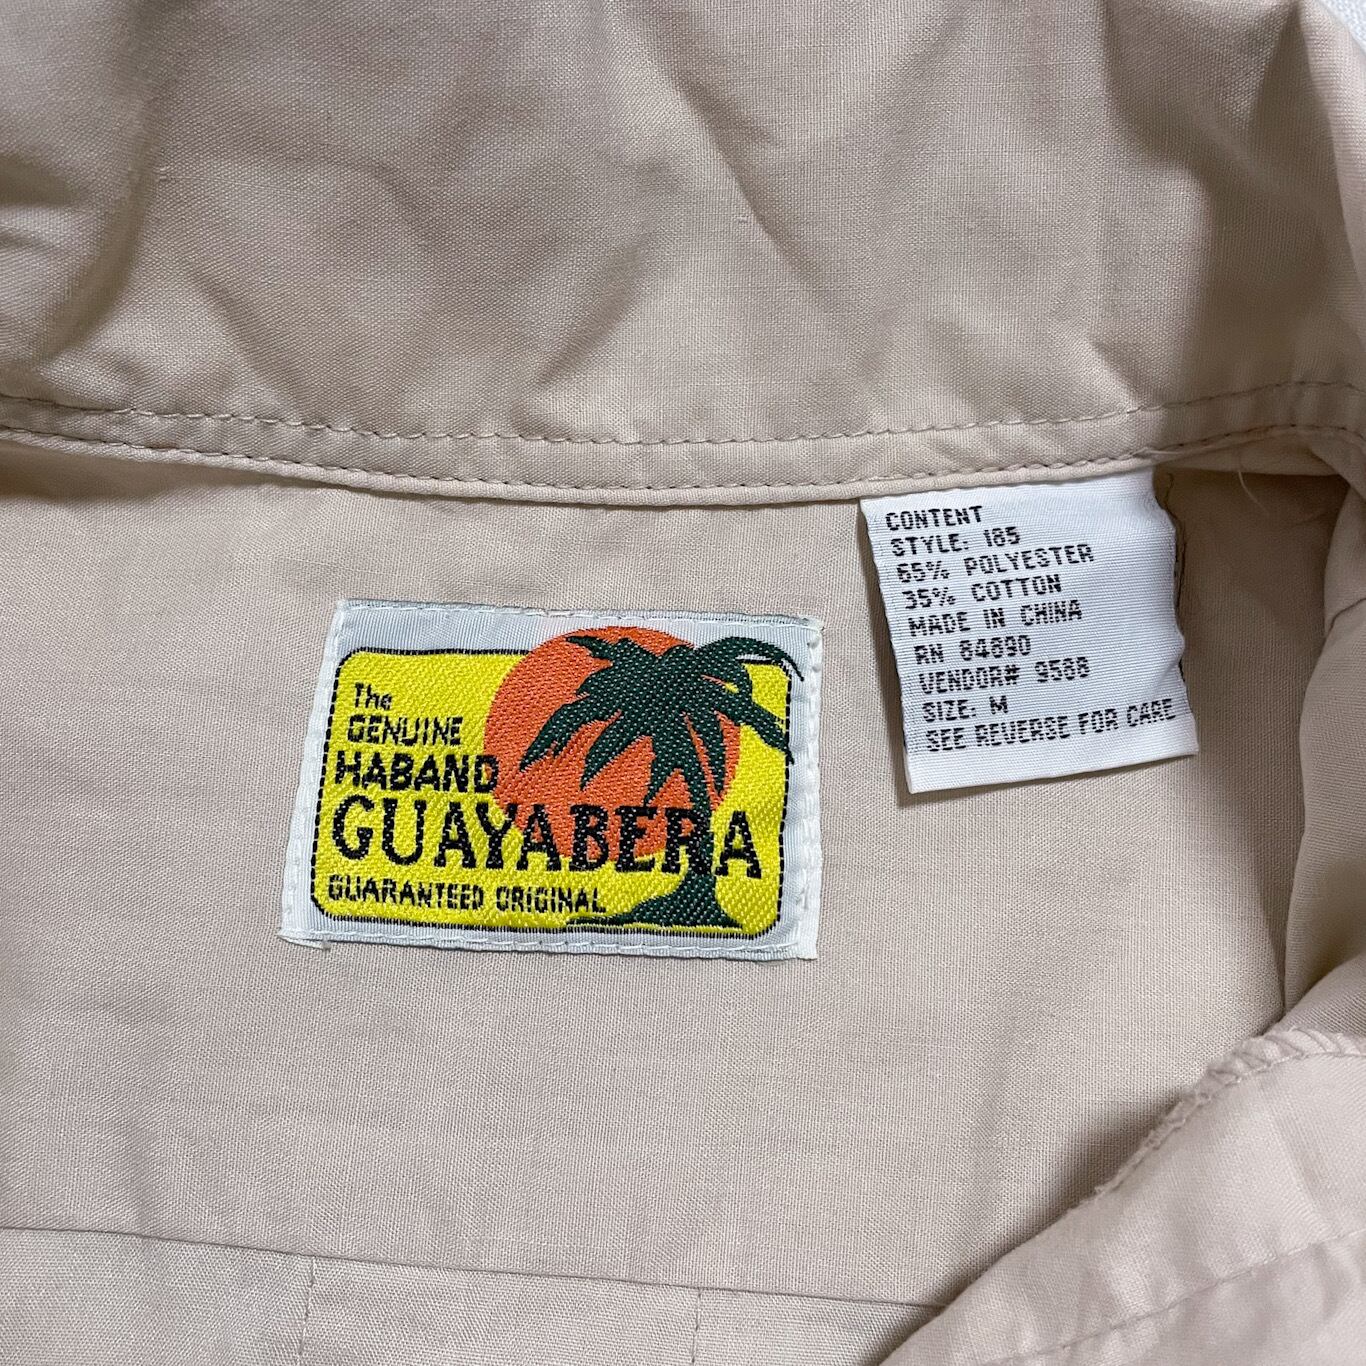 The
GENUINE
HABAND
GUAYABERA
GUARANTEED ORIGINAL
CONTENT
STYLE: 185
65% POLYESTER
35% COTTON
MADE IN CHINA
RN 84890
VENDOR# 9588
SIZE: M
SEE REVERSE FOR CARE